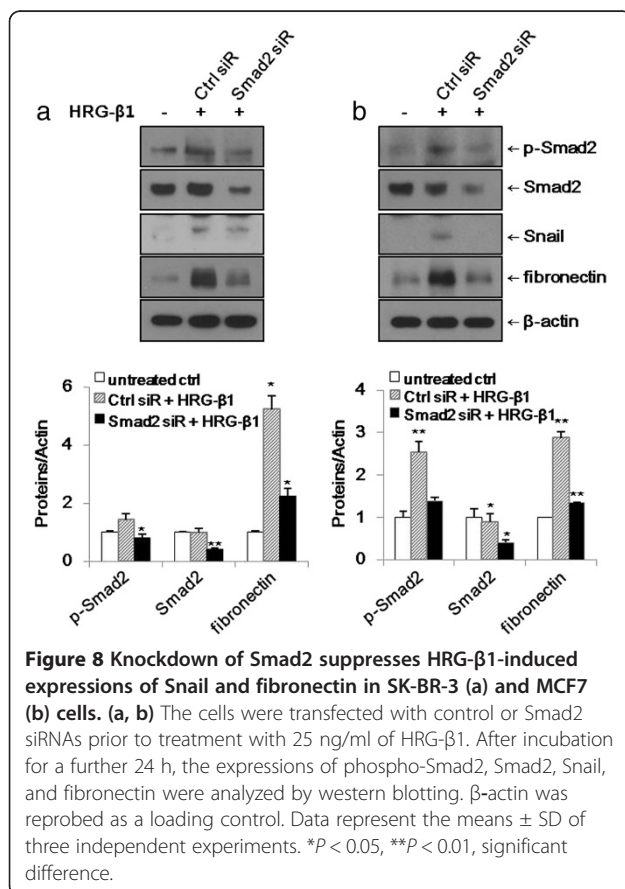 a
Ctrl siR
Smad2 siR
HRG-β1 - + +
b
Ctrl siR
Smad2 siR
- + +
←p-Smad2
←Smad2
←Snail
←fibronectin
←β-actin
untreated ctrl
Ctrl siR + HRG-β1
Smad2 siR + HRG-β1
Proteins/Actin
6
4
2
0
*
*
**
*
*
p-Smad2
Smad2
fibronectin
untreated ctrl
Ctrl siR + HRG-β1
Smad2 siR + HRG-β1
Proteins/Actin
4
3
2
1
0
**
*
*
**
**
p-Smad2
Smad2
fibronectin
Figure 8 Knockdown of Smad2 suppresses HRG-β1-induced
expressions of Snail and fibronectin in SK-BR-3 (a) and MCF7
(b) cells. (a, b) The cells were transfected with control or Smad2
siRNAs prior to treatment with 25 ng/ml of HRG-β1. After incubation
for a further 24 h, the expressions of phospho-Smad2, Smad2, Snail,
and fibronectin were analyzed by western blotting. β-actin was
reprobed as a loading control. Data represent the means ± SD of
three independent experiments. *P < 0.05, **P < 0.01, significant
difference.